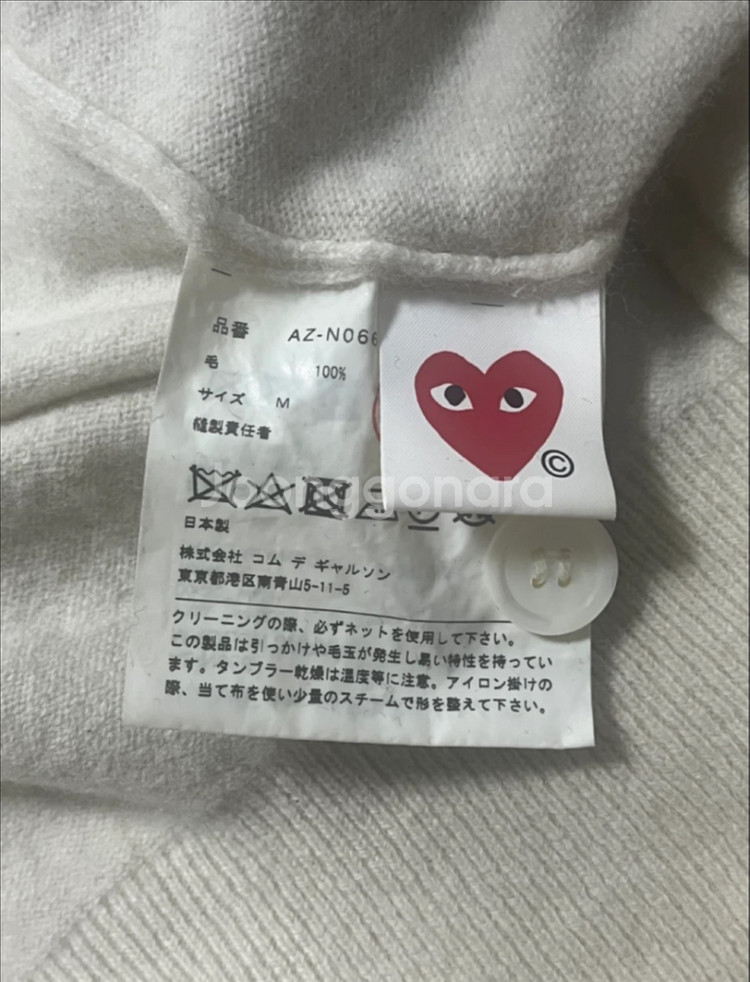 品番 AZ-N066
毛 100%
サイズ M
縫製責任者
©
joonggonara
日本製
株式会社 コム デ ギャルソン
東京都港区南青山5-11-5
クリーニングの際、必ずネットを使用して下さい。
この製品は引っかけや毛玉が発生し易い特性を持ってい
ます。タンブラー乾燥は温度等に注意。アイロン掛けの
際、当て布を使い少量のスチームで形を整えて下さい。